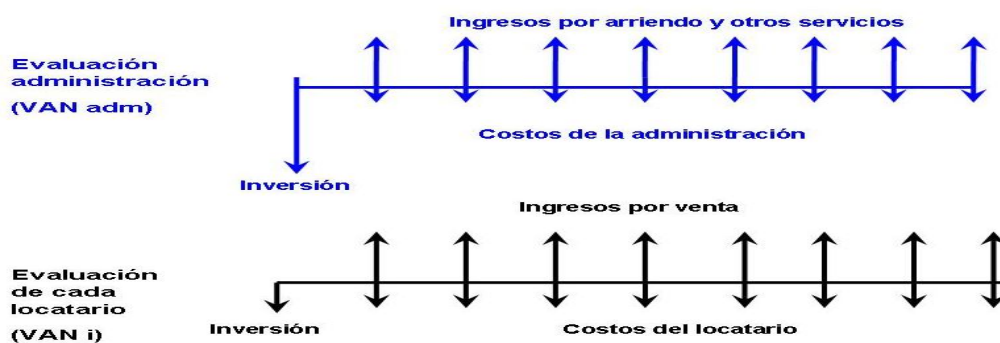 Ingresos por arriendo y otros servicios
Evaluación
administración
(VAN adm)
Costos de la administración
Inversión
Ingresos por venta
Evaluación
de cada
locatario
(VAN i)
Inversión
Costos del locatario